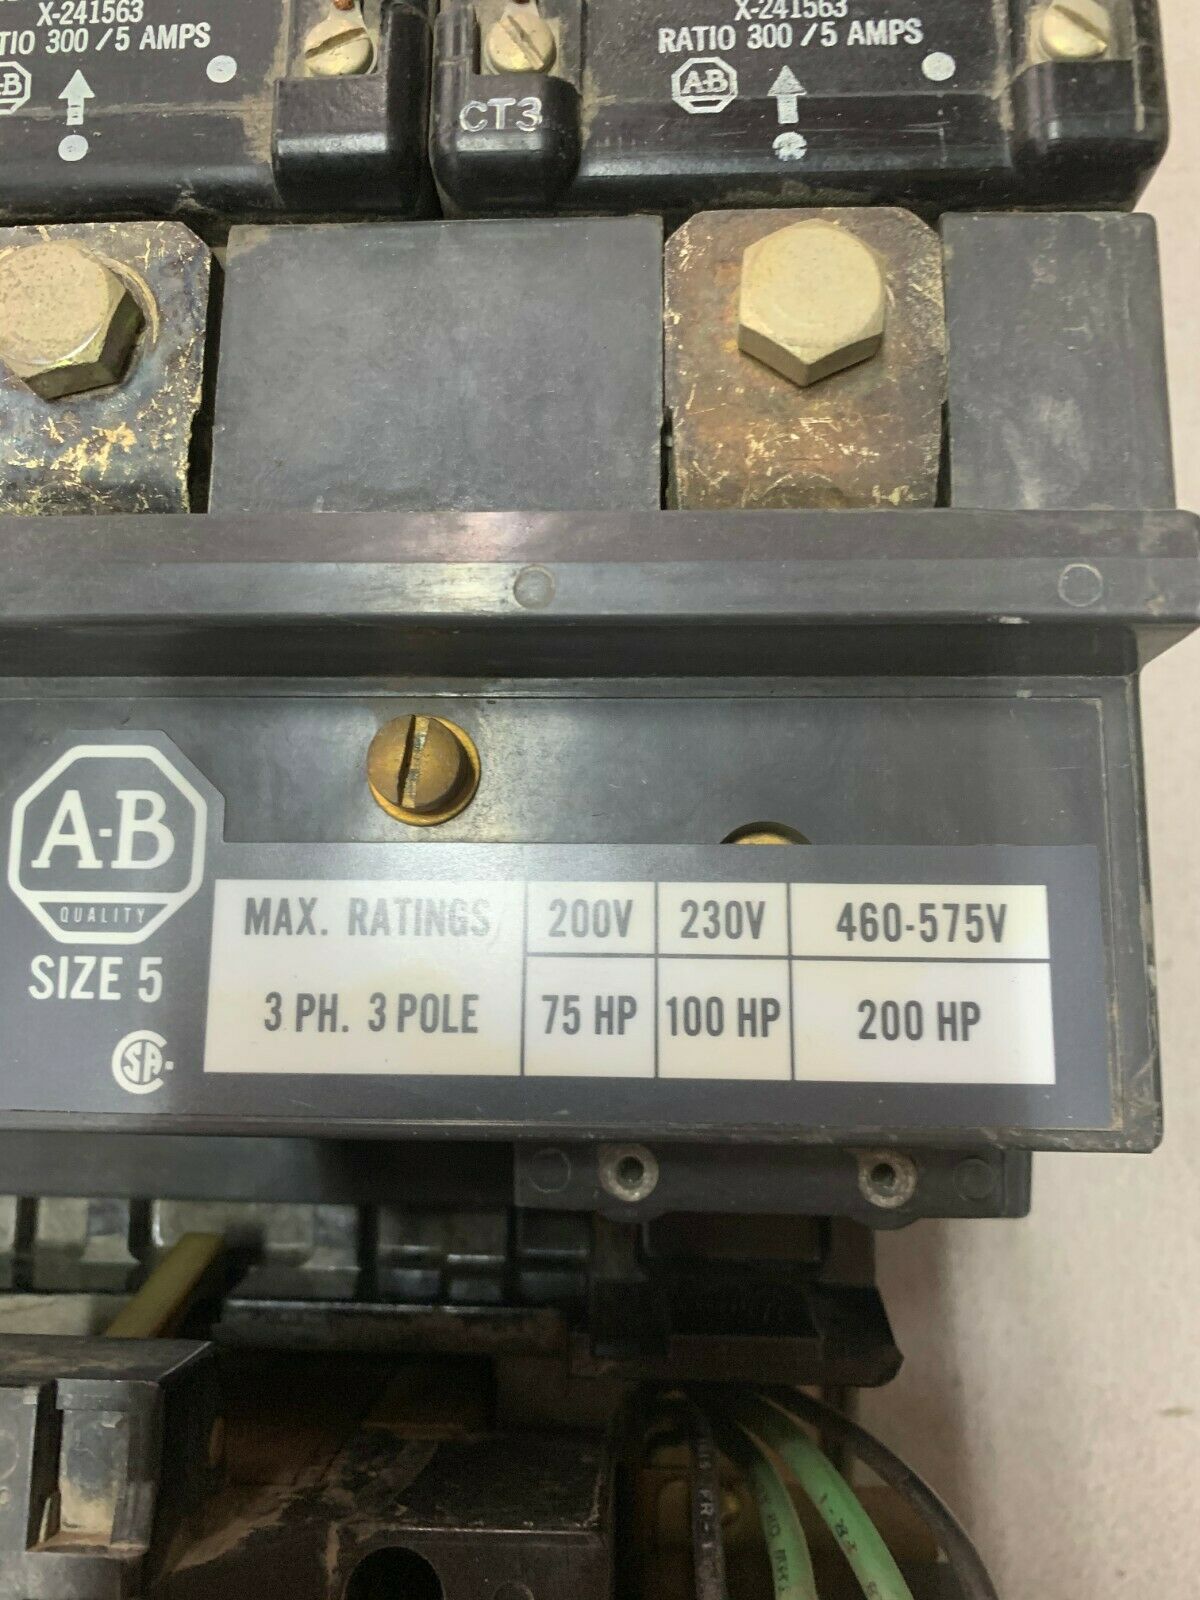 X-241563
TIO 300 / 5 AMPS
A-B
X-241563
RATIO 300 / 5 AMPS
A-B
CT3
A-B
QUALITY
SIZE 5
SA
MAX. RATINGS 200V 230V 460-575V
3 PH. 3 POLE 75 HP 100 HP 200 HP